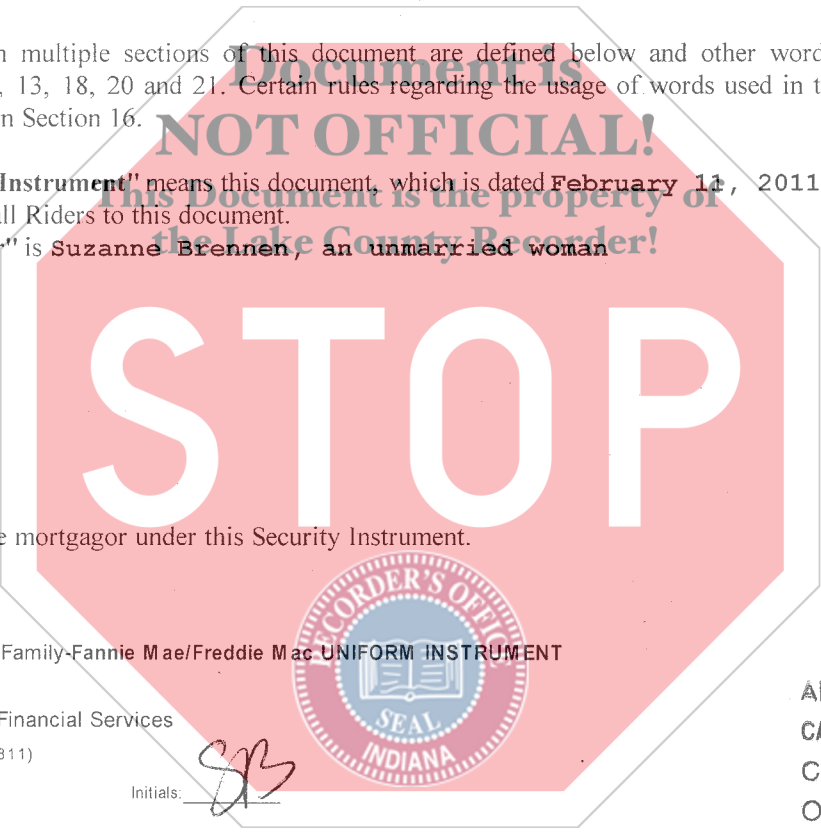 n multiple sections of this document are defined below and other word
, 13, 18, 20 and 21. Certain rules regarding the usage of words used in t
n Section 16.
Document is
NOT OFFICIAL!
This Document is the property of
the Lake County Recorder!
Instrument" means this document, which is dated February 11, 2011
all Riders to this document.
r" is Suzanne Brennen, an unmarried woman
STOP
e mortgagor under this Security Instrument.
RECORDER'S OFFICE
SEAL
INDIANA
Family-Fannie Mae/Freddie Mac UNIFORM INSTRUMENT
Financial Services
311)
Initials: SB
C
O